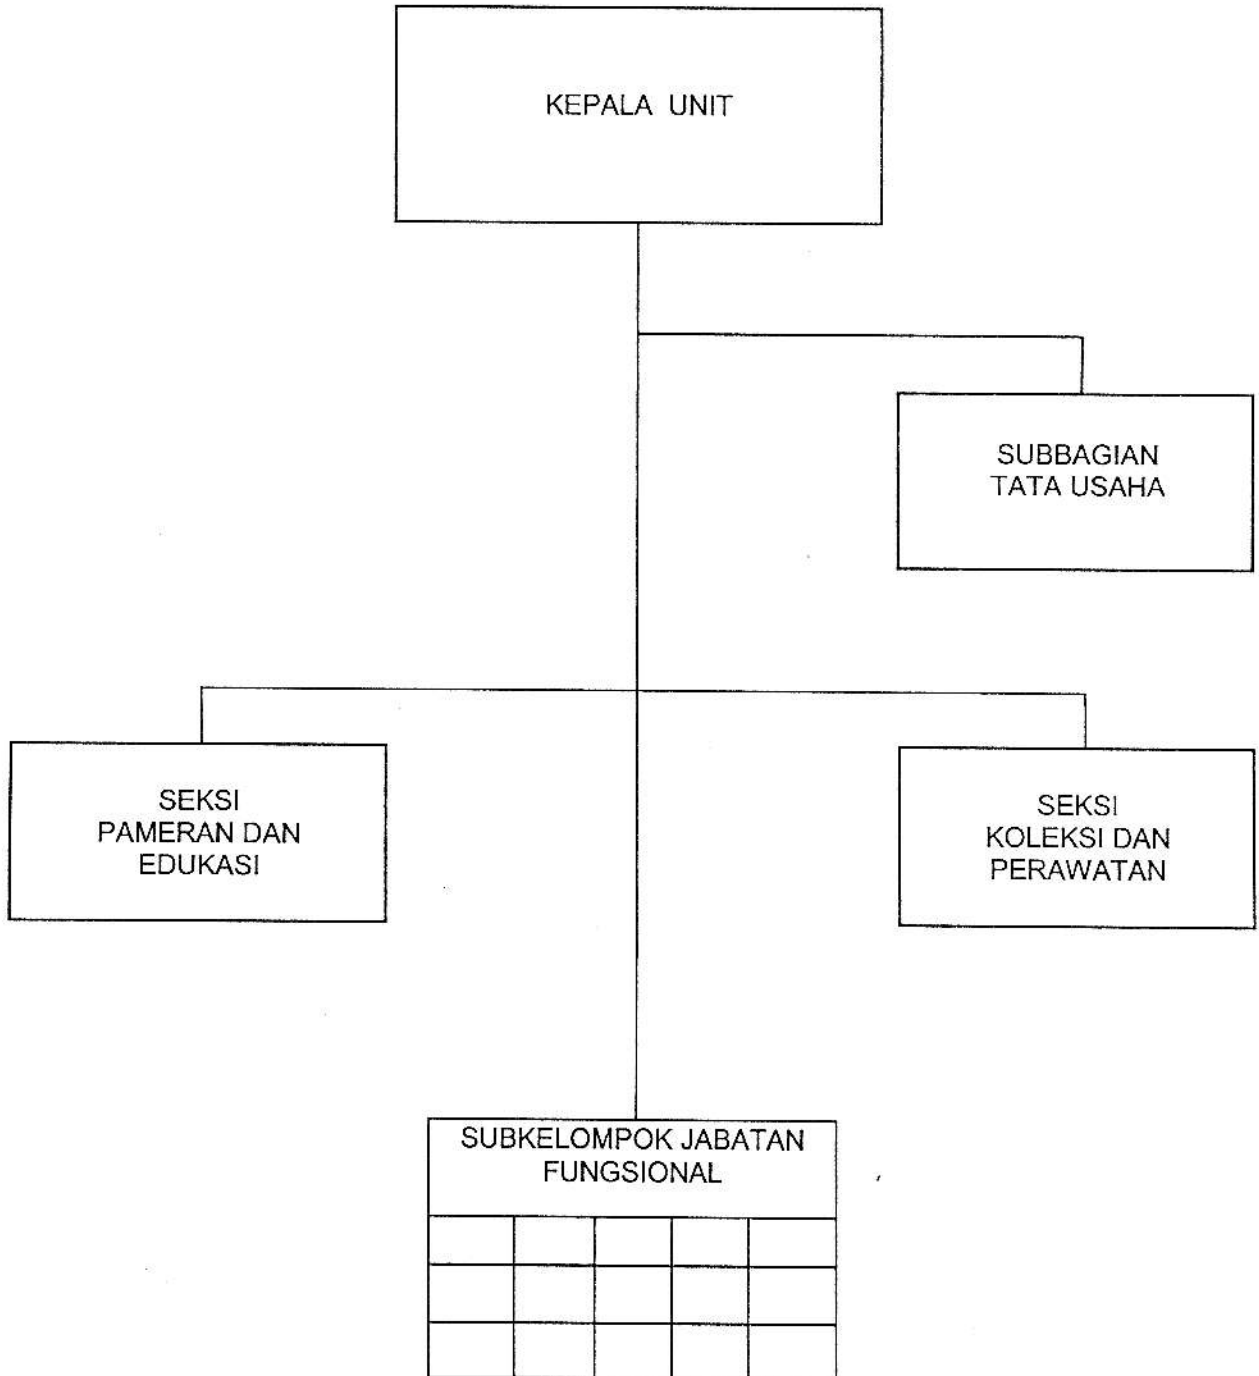 KEPALA UNIT
SUBBAGIAN
TATA USAHA
SEKSI
PAMERAN DAN
EDUKASI
SEKSI
KOLEKSI DAN
PERAWATAN
SUBKELOMPOK JABATAN
FUNGSIONAL